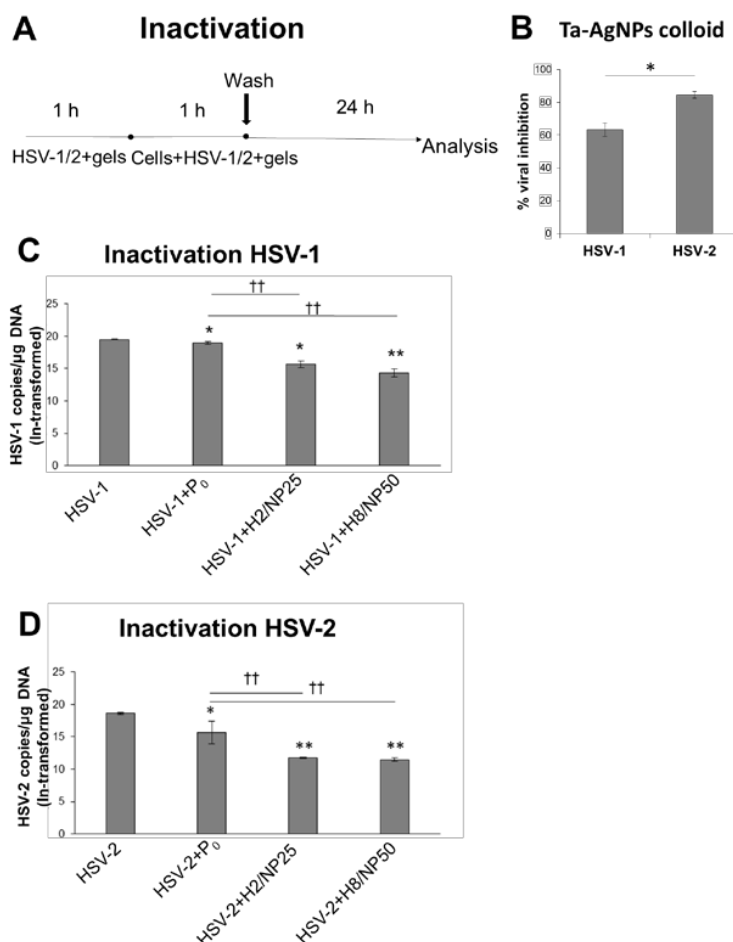 A
Inactivation
Wash
1 h
1 h
24 h
HSV-1/2+gels
Cells+HSV-1/2+gels
Analysis
B
Ta-AgNPs colloid
% viral inhibition
100
80
60
40
20
0
*
HSV-1
HSV-2
C
Inactivation HSV-1
HSV-1 copies/µg DNA
(ln-transformed)
25
20
15
10
5
0
††
††
*
*
**
HSV-1
HSV-1+P₀
HSV-1+H2/NP25
HSV-1+H8/NP50
D
Inactivation HSV-2
HSV-2 copies/µg DNA
(ln-transformed)
25
20
15
10
5
0
††
††
*
**
**
HSV-2
HSV-2+P₀
HSV-2+H2/NP25
HSV-2+H8/NP50